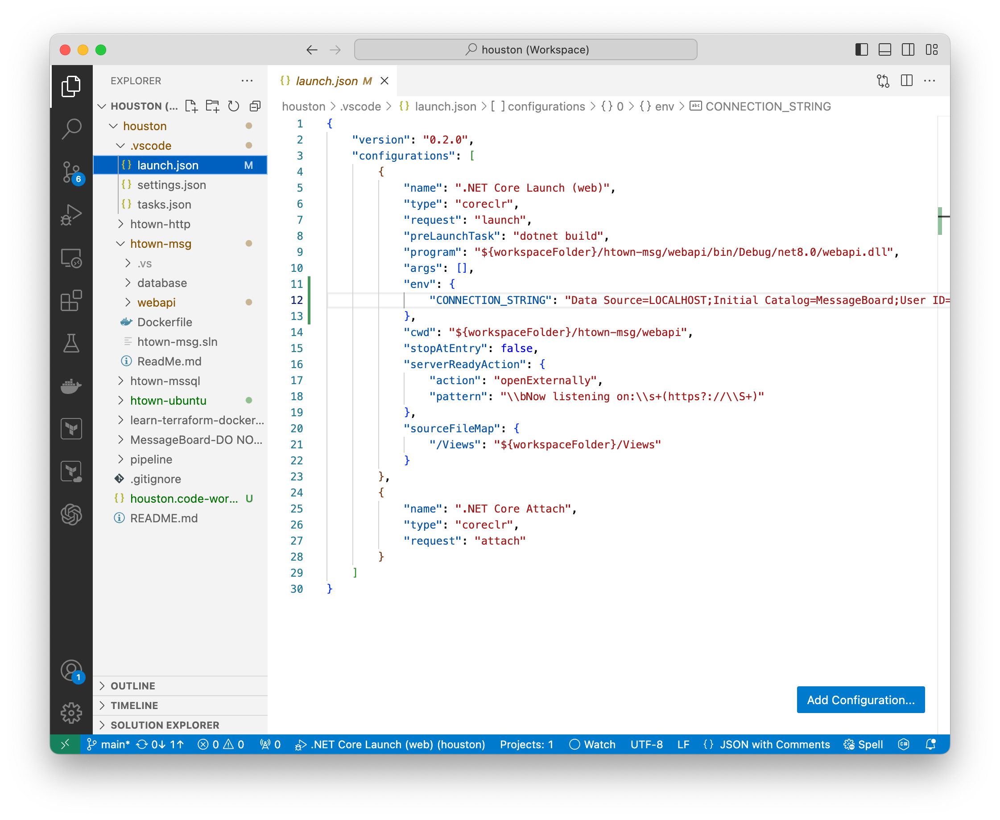 houston (Workspace)
EXPLORER
HOUSTON (...
houston
.vscode
launch.json M
settings.json
tasks.json
htown-http
htown-msg
.vs
database
webapi
Dockerfile
htown-msg.sln
ReadMe.md
htown-mssql
htown-ubuntu
learn-terraform-docker...
MessageBoard-DO NO...
pipeline
.gitignore
houston.code-wor... U
README.md
OUTLINE
TIMELINE
SOLUTION EXPLORER
6
1
{} launch.json M
houston > .vscode > {} launch.json > [ ] configurations > {} 0 > {} env > abc CONNECTION_STRING
1 {
2 "version": "0.2.0",
3 "configurations": [
4 {
5 "name": ".NET Core Launch (web)",
6 "type": "coreclr",
7 "request": "launch",
8 "preLaunchTask": "dotnet build",
9 "program": "${workspaceFolder}/htown-msg/webapi/bin/Debug/net8.0/webapi.dll",
10 "args": [],
11 "env": {
12 "CONNECTION_STRING": "Data Source=LOCALHOST;Initial Catalog=MessageBoard;User ID=
13 },
14 "cwd": "${workspaceFolder}/htown-msg/webapi",
15 "stopAtEntry": false,
16 "serverReadyAction": {
17 "action": "openExternally",
18 "pattern": "\\bNow listening on:\\s+(https?://\\S+)"
19 },
20 "sourceFileMap": {
21 "/Views": "${workspaceFolder}/Views"
22 }
23 },
24 {
25 "name": ".NET Core Attach",
26 "type": "coreclr",
27 "request": "attach"
28 }
29 ]
30 }
Add Configuration...
main* 0↓ 1↑ 0 0 0 .NET Core Launch (web) (houston) Projects: 1 Watch UTF-8 LF {} JSON with Comments Spell C#